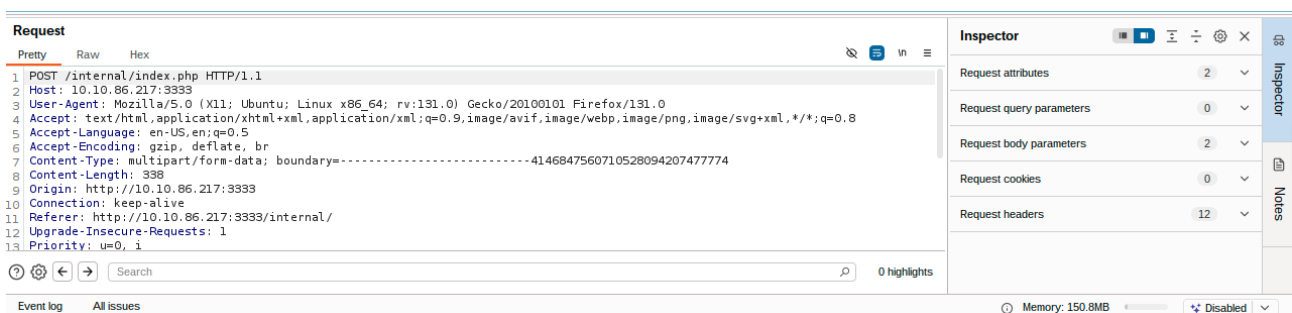 Request
Pretty Raw Hex
\n
1 POST /internal/index.php HTTP/1.1
2 Host: 10.10.86.217:3333
3 User-Agent: Mozilla/5.0 (X11; Ubuntu; Linux x86_64; rv:131.0) Gecko/20100101 Firefox/131.0
4 Accept: text/html,application/xhtml+xml,application/xml;q=0.9,image/avif,image/webp,image/png,image/svg+xml,*/*;q=0.8
5 Accept-Language: en-US,en;q=0.5
6 Accept-Encoding: gzip, deflate, br
7 Content-Type: multipart/form-data; boundary=---------------------------4146847560710528094207477774
8 Content-Length: 338
9 Origin: http://10.10.86.217:3333
10 Connection: keep-alive
11 Referer: http://10.10.86.217:3333/internal/
12 Upgrade-Insecure-Requests: 1
13 Priority: u=0, i
Search
0 highlights
Inspector
Request attributes 2
Request query parameters 0
Request body parameters 2
Request cookies 0
Request headers 12
Inspector
Notes
Event log All issues
Memory: 150.8MB
Disabled